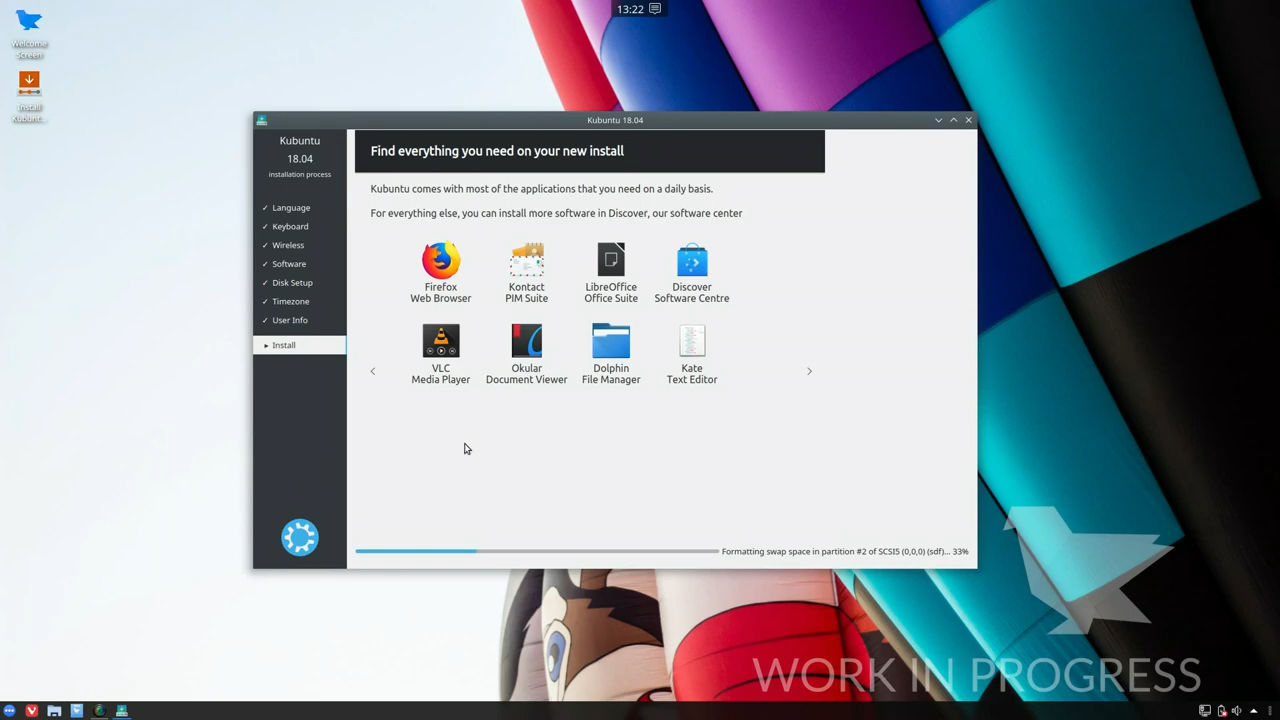 13:22
Welcome
Screen
Install
Kubunt...
Kubuntu 18.04
Kubuntu
18.04
installation process
✓ Language
✓ Keyboard
✓ Wireless
✓ Software
✓ Disk Setup
✓ Timezone
✓ User Info
▸ Install
Find everything you need on your new install
Kubuntu comes with most of the applications that you need on a daily basis.
For everything else, you can install more software in Discover, our software center
Firefox
Web Browser
Kontact
PIM Suite
LibreOffice
Office Suite
Discover
Software Centre
VLC
Media Player
Okular
Document Viewer
Dolphin
File Manager
Kate
Text Editor
Formatting swap space in partition #2 of SCSI5 (0,0,0) (sdf)... 33%
WORK IN PROGRESS